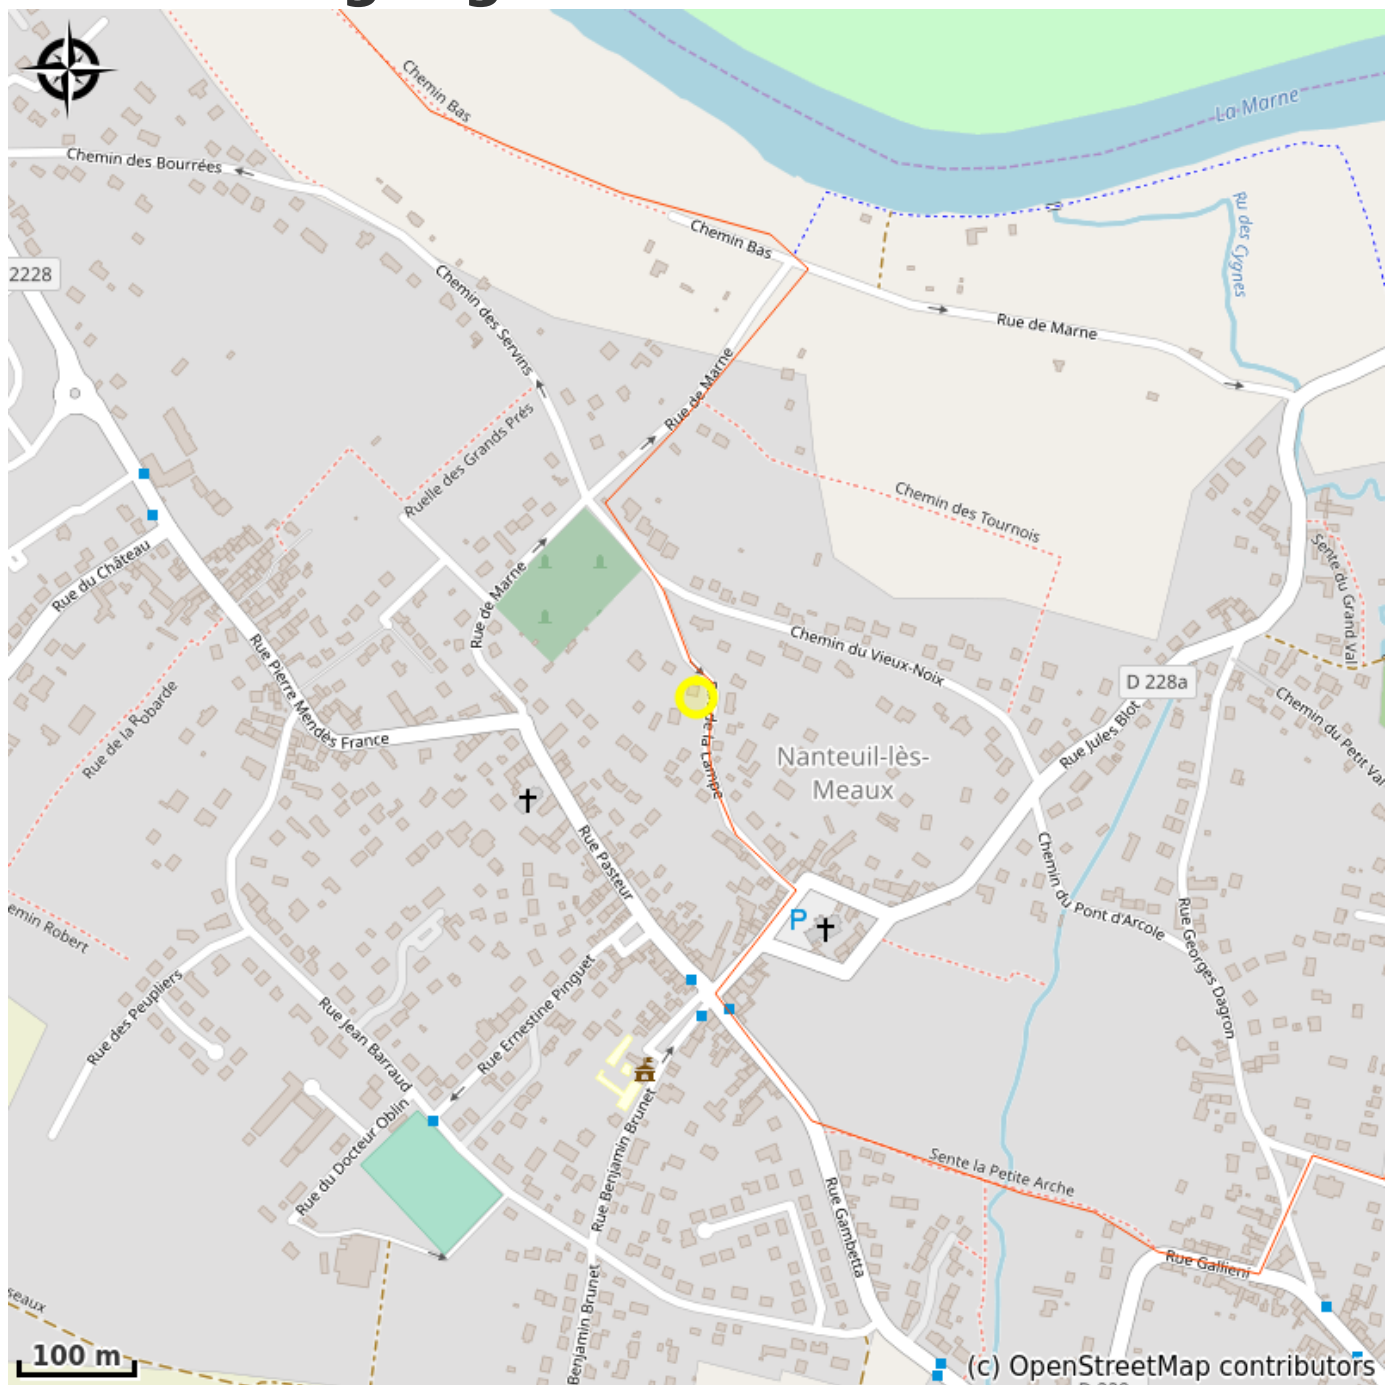 Chemin Bas
La Marne
Chemin des Bourrées
Ru des Cygnes
Chemin Bas
2228
Chemin des Servins
Rue de Marne
Rue de Marne
Ruelle des Grands Prés
Chemin des Tournois
Rue du Château
Sente du Grand Val
Rue de Marne
Rue Pierre Mendès France
Chemin du Vieux-Noix
D 228a
Rue de la Robarde
Chemin du Petit Val
Rue Jules Blot
de la Lampe
Nanteuil-lès-
Meaux
Rue Pasteur
Chemin du Pont d'Arcole
P
emin Robert
Rue Georges Dagron
Rue des Peupliers
Rue Ernestine Pinguet
Rue Jean Barraud
Rue Benjamin Brunet
Rue du Docteur Oblin
Sente la Petite Arche
Rue Gambetta
Rue Gallieni
seaux
Benjamin Brunet
100 m
(c) OpenStreetMap contributors